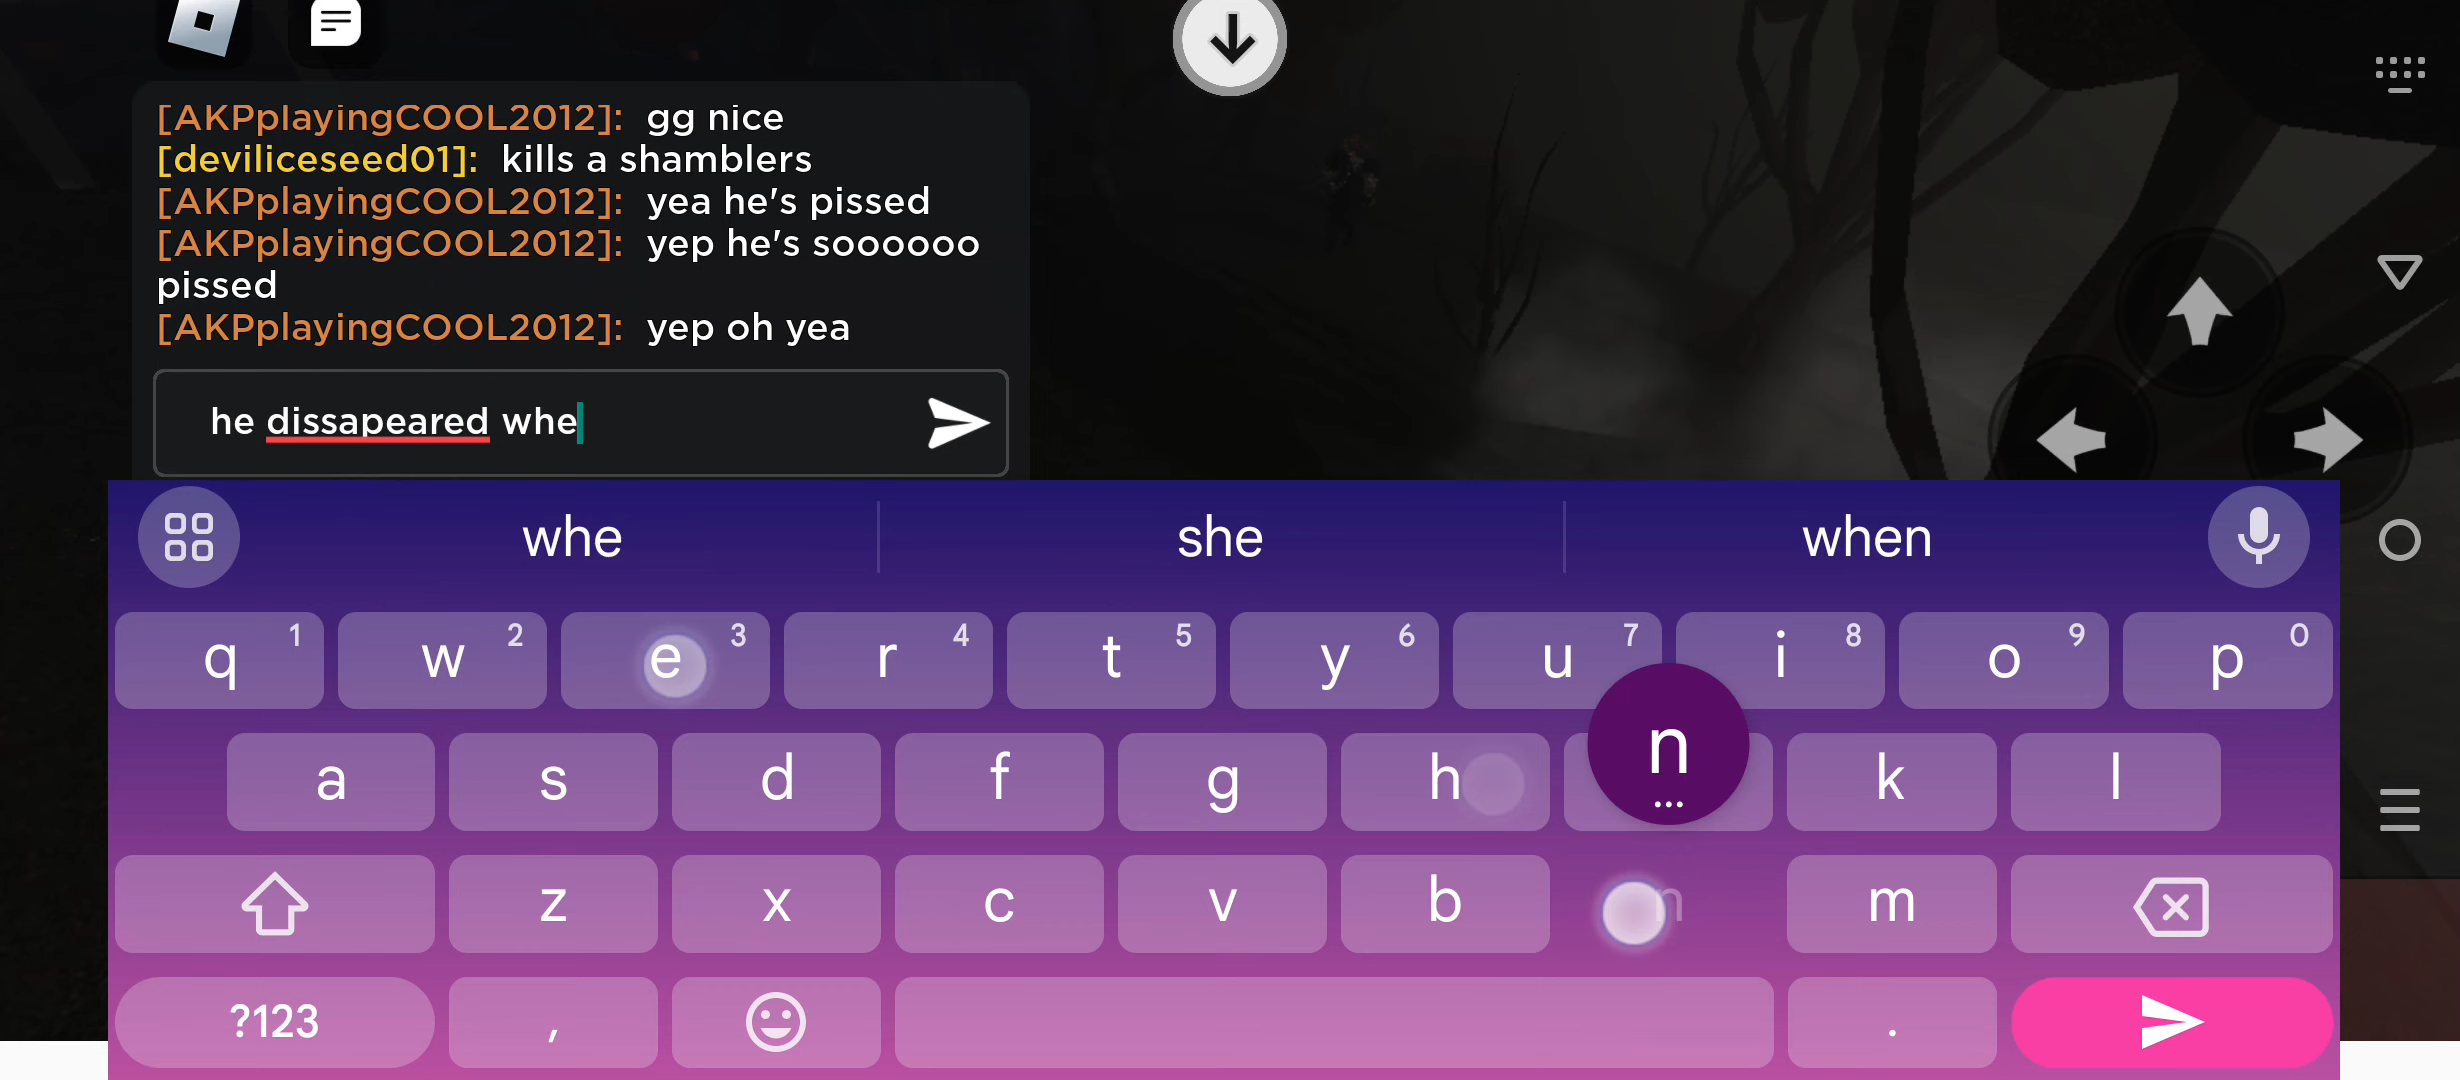 [AKPplayingCOOL2012]: gg nice
[deviliceseed01]: kills a shamblers
[AKPplayingCOOL2012]: yea he's pissed
[AKPplayingCOOL2012]: yep he's soooooo
pissed
[AKPplayingCOOL2012]: yep oh yea
he dissapeared whe
whe she when
q 1 w 2 e 3 r 4 t 5 y 6 u 7 i 8 o 9 p 0
a s d f g h n ... k l
z x c v b n m
?123 , .